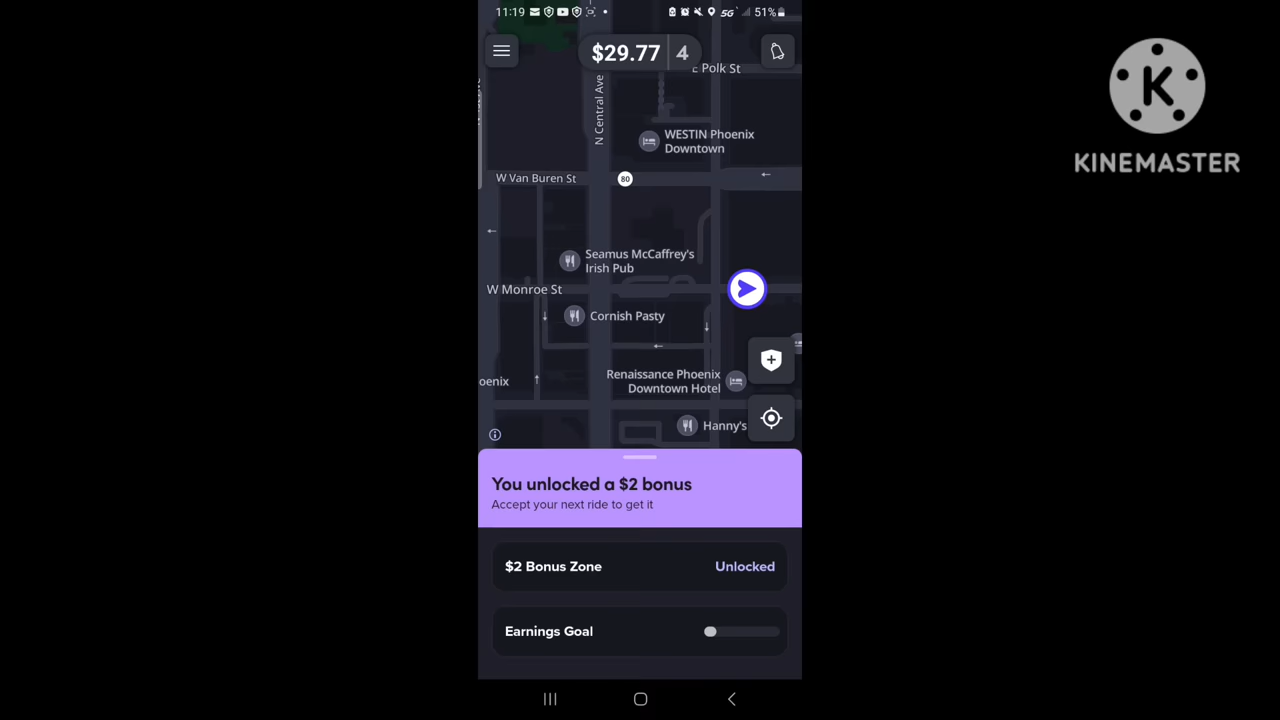 11:19
5G
51%
$29.77 4
E Polk St
N Central Ave
WESTIN Phoenix
Downtown
W Van Buren St
80
Seamus McCaffrey's
Irish Pub
W Monroe St
Cornish Pasty
Renaissance Phoenix
Downtown Hotel
oenix
Hanny's
You unlocked a $2 bonus
Accept your next ride to get it
$2 Bonus Zone
Unlocked
Earnings Goal
K
KINEMASTER